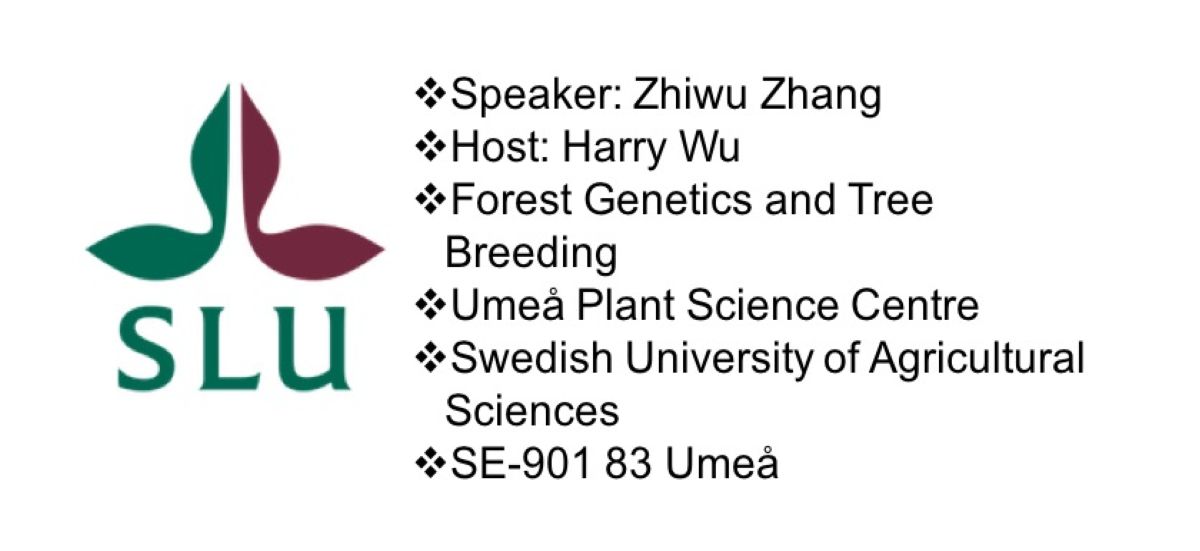 ❖Speaker: Zhiwu Zhang
❖Host: Harry Wu
❖Forest Genetics and Tree
Breeding
❖Umeå Plant Science Centre
❖Swedish University of Agricultural
Sciences
❖SE-901 83 Umeå
SLU